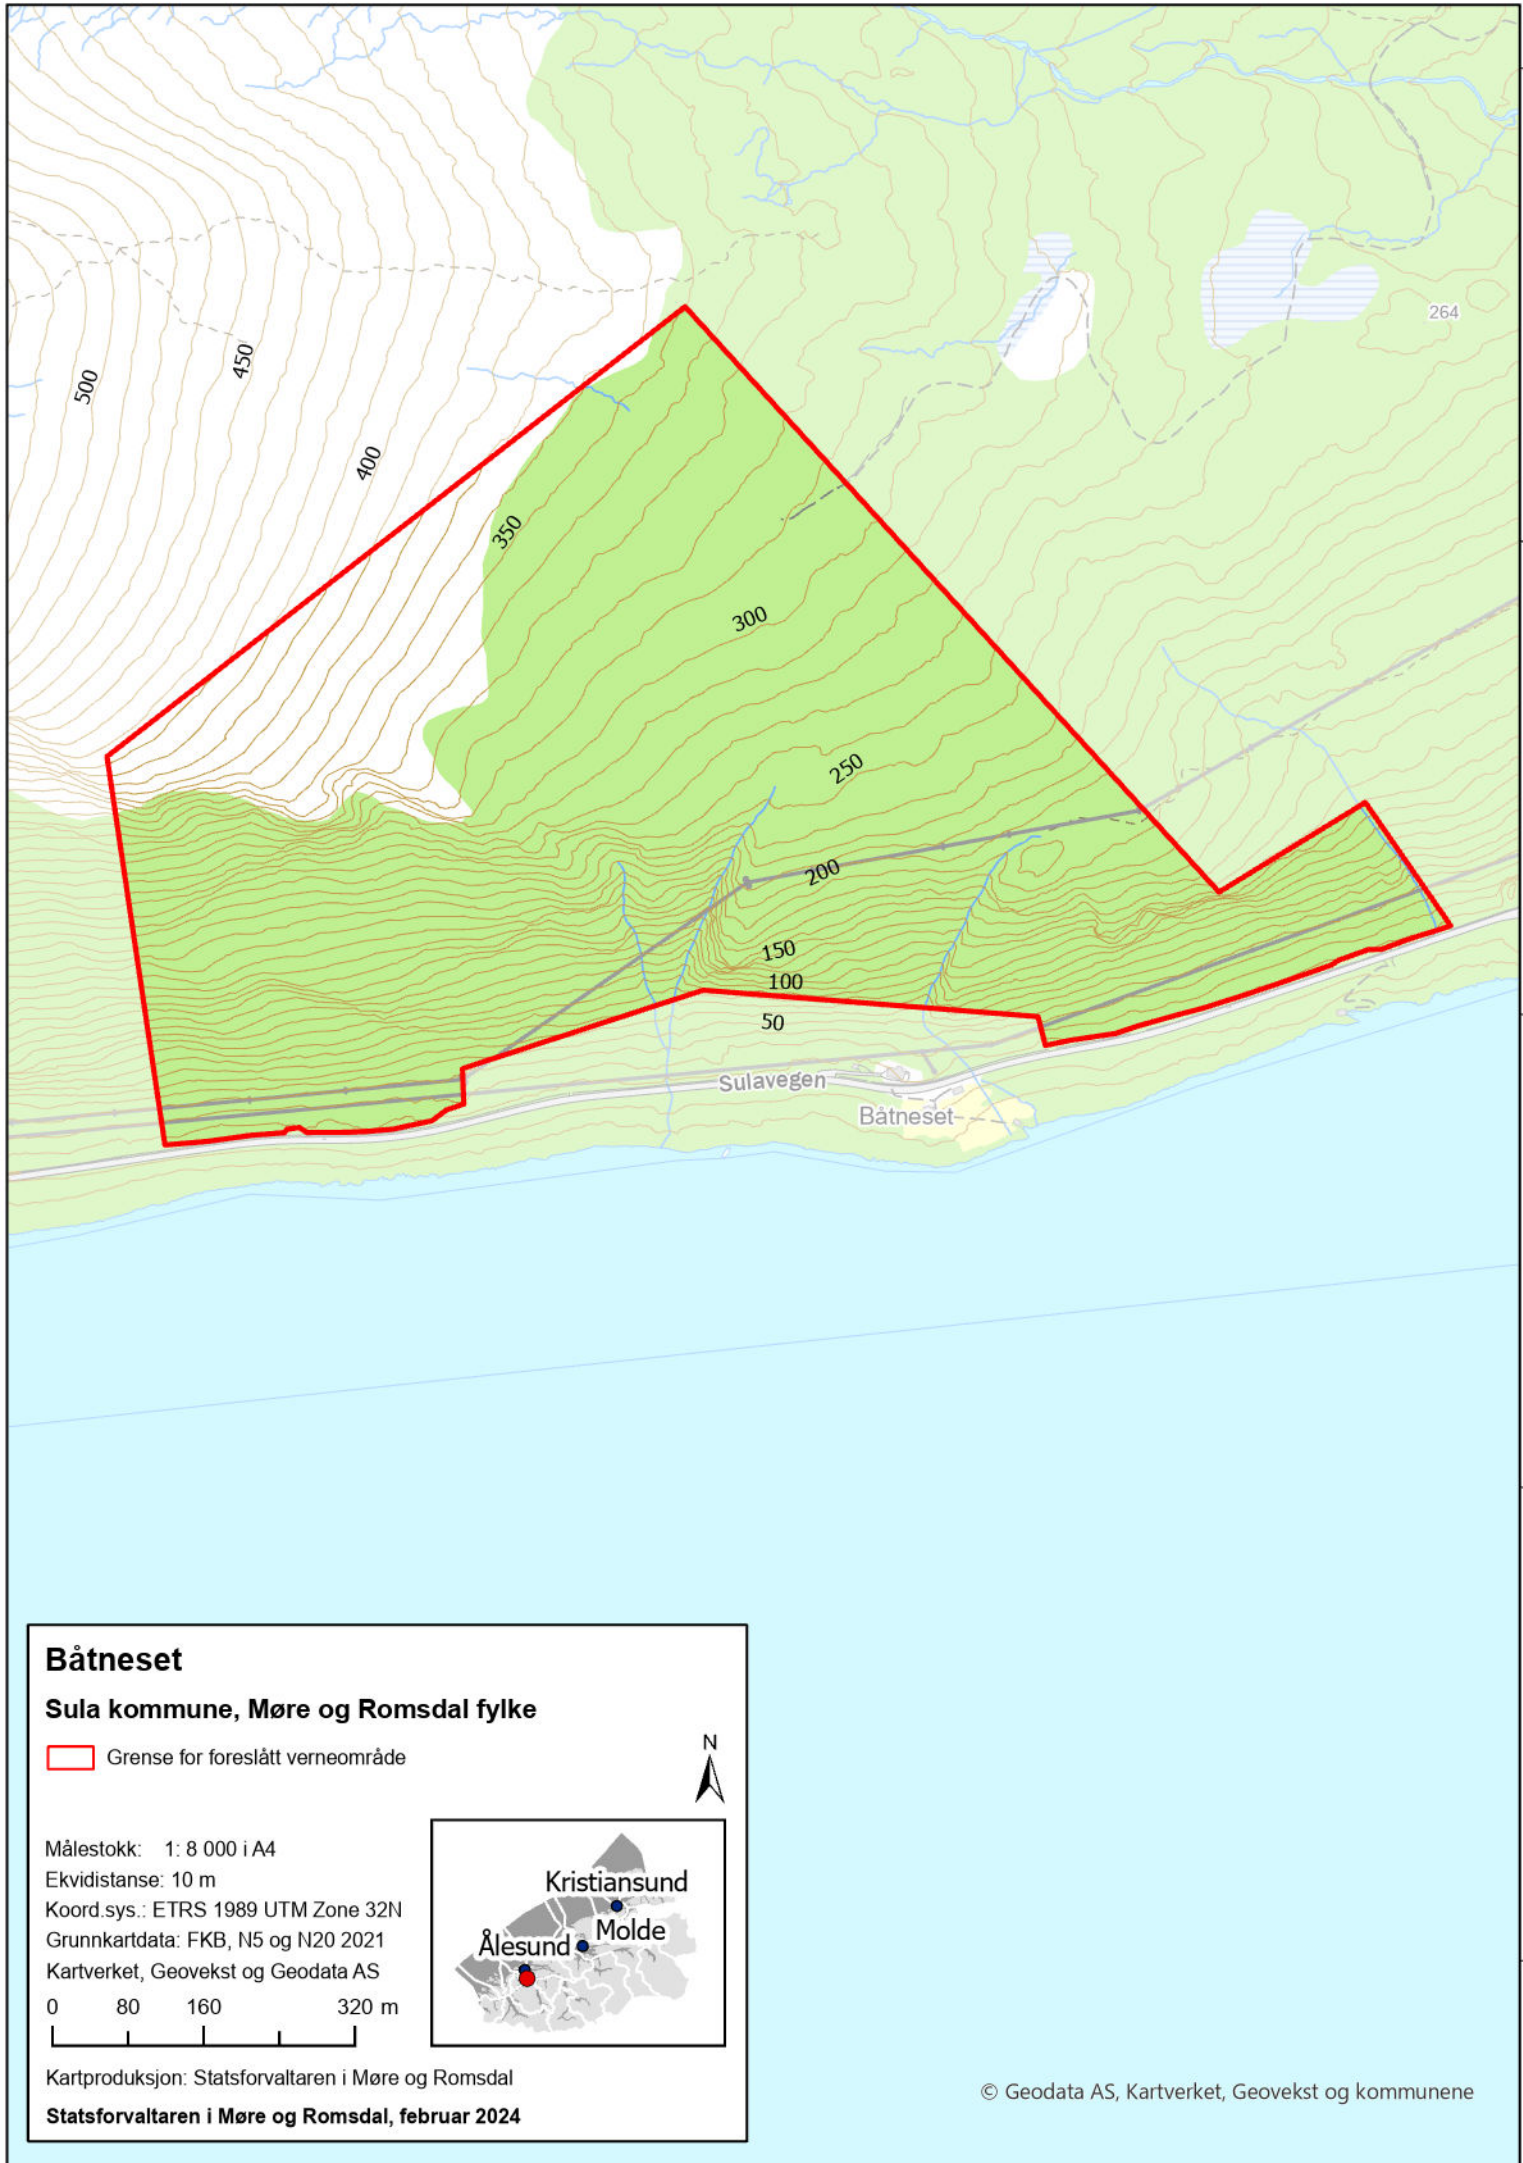 264
500
450
400
350
300
250
200
150
100
50
Sulavegen
Båtneset
Båtneset
Sula kommune, Møre og Romsdal fylke
Grense for foreslått verneområde
N
Målestokk: 1: 8 000 i A4
Ekvidistanse: 10 m
Koord.sys.: ETRS 1989 UTM Zone 32N
Grunnkartdata: FKB, N5 og N20 2021
Kartverket, Geovekst og Geodata AS
0 80 160 320 m
Kristiansund
Molde
Ålesund
Kartproduksjon: Statsforvaltaren i Møre og Romsdal
Statsforvaltaren i Møre og Romsdal, februar 2024
© Geodata AS, Kartverket, Geovekst og kommunene